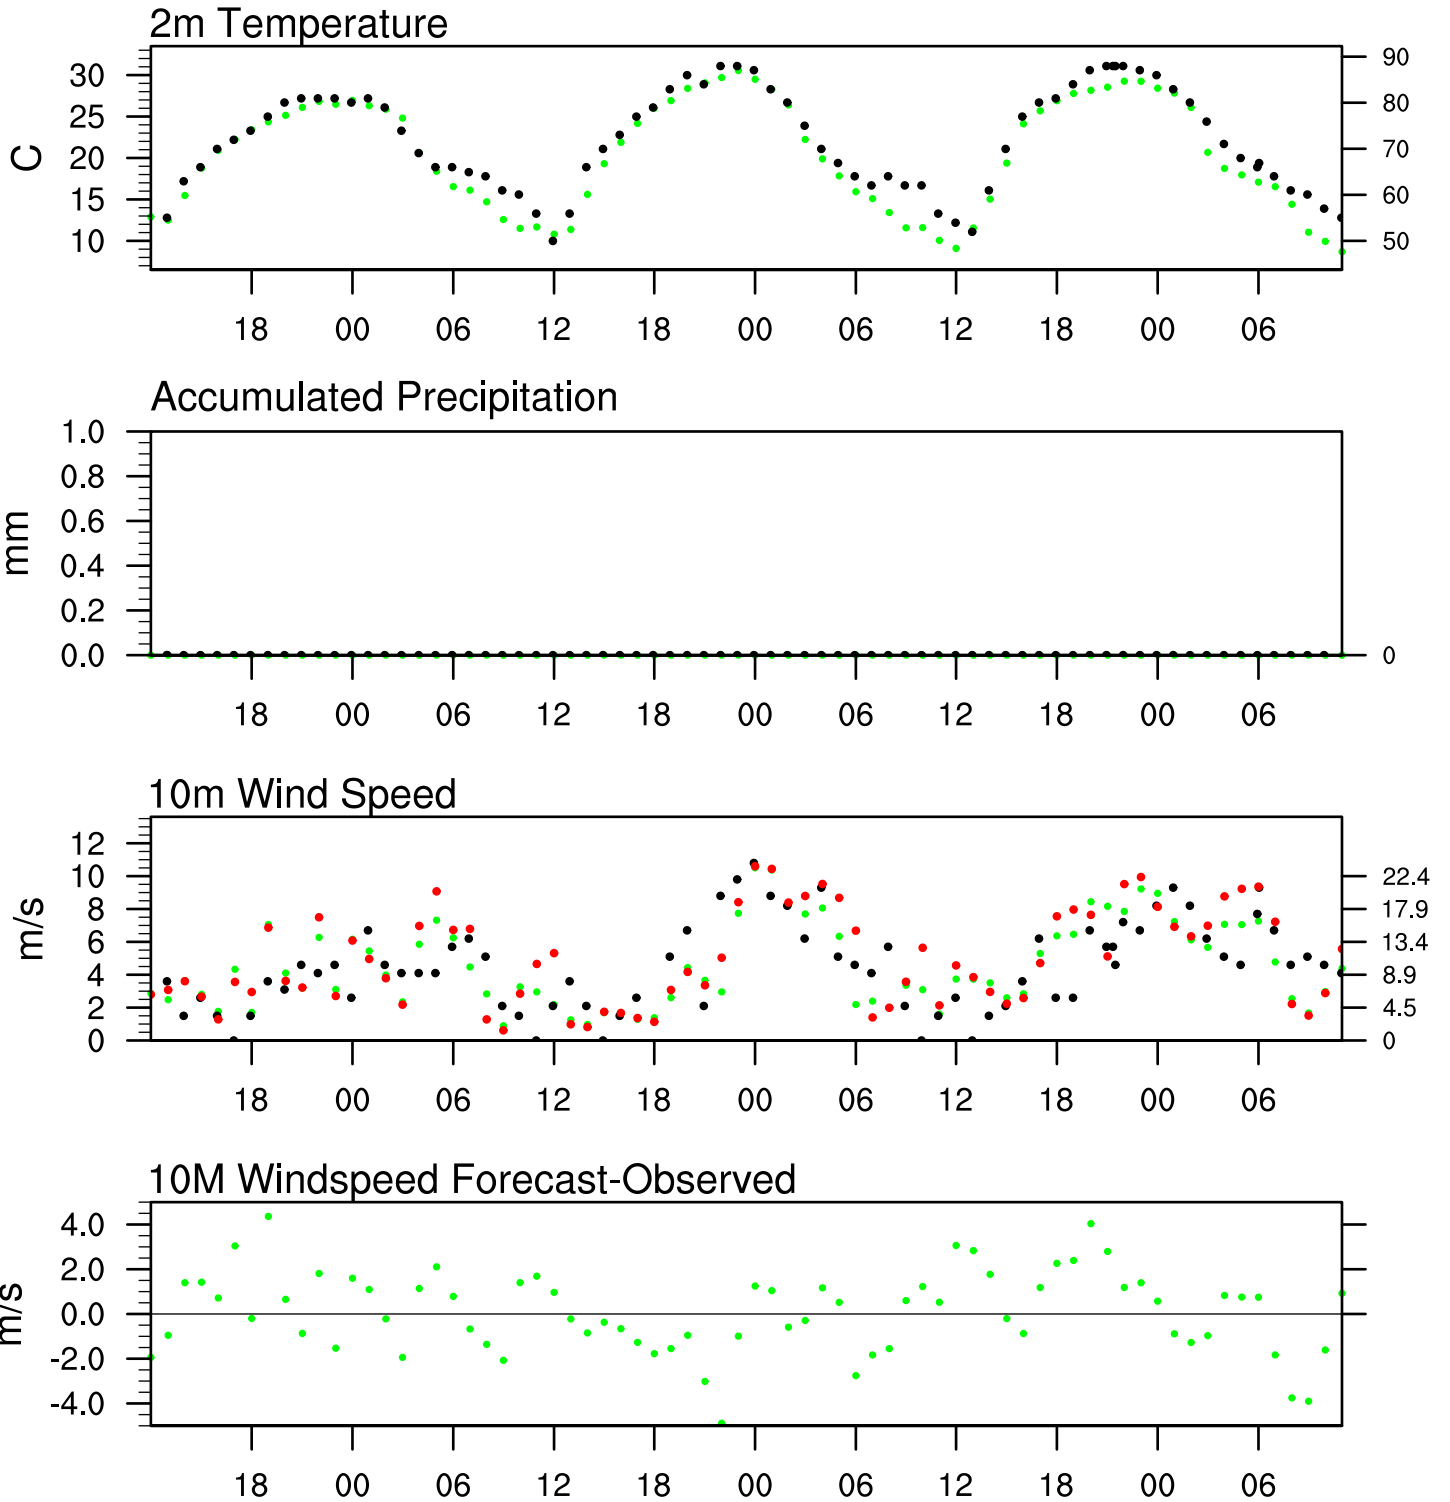 2m Temperature
30
25
20
15
10
C
90
80
70
60
50
18 00 06 12 18 00 06 12 18 00 06
Accumulated Precipitation
1.0
0.8
0.6
0.4
0.2
0.0
mm
0
18 00 06 12 18 00 06 12 18 00 06
10m Wind Speed
12
10
8
6
4
2
0
m/s
22.4
17.9
13.4
8.9
4.5
0
18 00 06 12 18 00 06 12 18 00 06
10M Windspeed Forecast-Observed
4.0
2.0
0.0
-2.0
-4.0
m/s
18 00 06 12 18 00 06 12 18 00 06